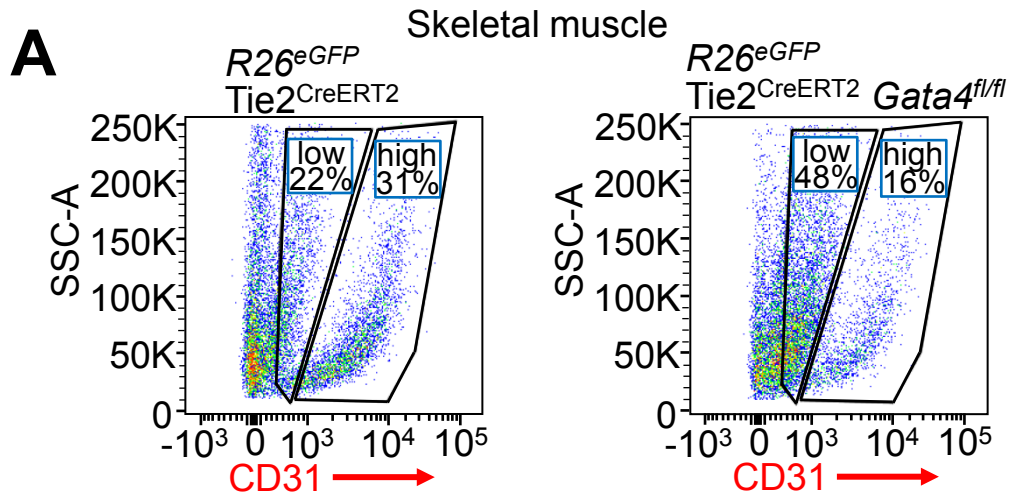 A
Skeletal muscle
R26eGFP
Tie2CreERT2
250K
200K
150K
100K
50K
0
SSC-A
low
22%
high
31%
-10³ 0 10³ 10⁴ 10⁵
CD31
R26eGFP
Tie2CreERT2 Gata4fl/fl
250K
200K
150K
100K
50K
0
SSC-A
low
48%
high
16%
-10³ 0 10³ 10⁴ 10⁵
CD31